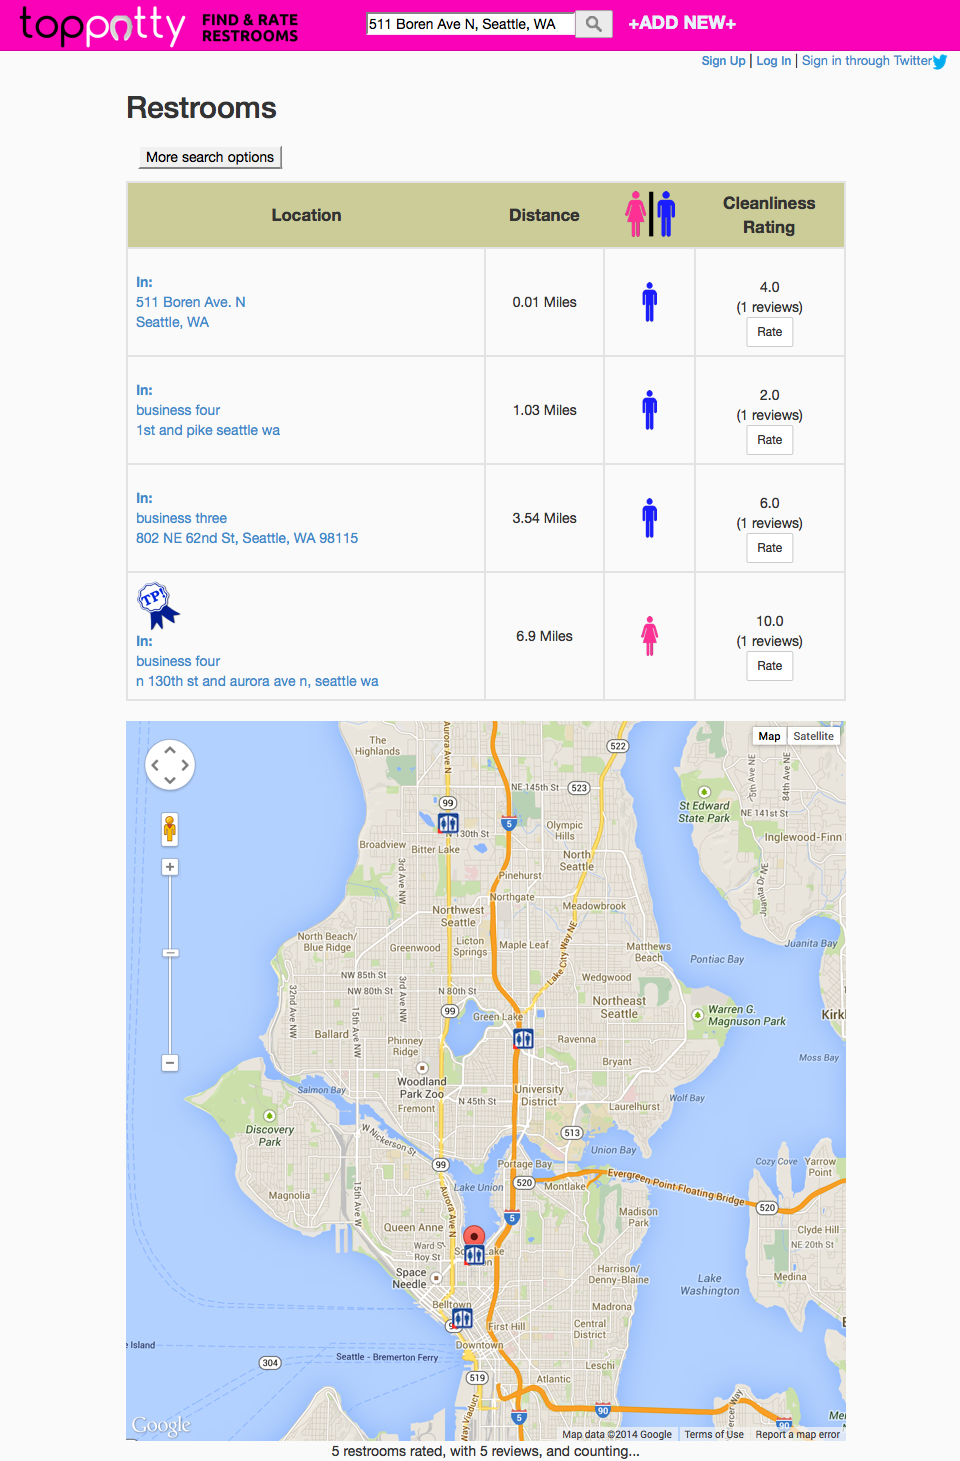 toppotty
FIND & RATE
RESTROOMS
511 Boren Ave N, Seattle, WA
+ADD NEW+
Sign Up | Log In | Sign in through Twitter
Restrooms
More search options
Location
Distance
Cleanliness
Rating
In:
511 Boren Ave. N
Seattle, WA
0.01 Miles
4.0
(1 reviews)
Rate
In:
business four
1st and pike seattle wa
1.03 Miles
2.0
(1 reviews)
Rate
In:
business three
802 NE 62nd St, Seattle, WA 98115
3.54 Miles
6.0
(1 reviews)
Rate
TP!
In:
business four
n 130th st and aurora ave n, seattle wa
6.9 Miles
10.0
(1 reviews)
Rate
Map
Satellite
The
Highlands
Aurora Ave N
522
NE 145th St
523
5th Ave NE
84th Ave NE
St Edward
State Park
NE 141st St
99
5
N 130th St
Olympic
Hills
Inglewood-Finn
Broadview
Bitter Lake
3rd Ave NW
North
Seattle
Pinehurst
Juanita Dr NE
Northgate
Meadowbrook
Northwest
Seattle
North Beach/
Blue Ridge
Greenwood
Licton
Springs
Maple Leaf
Lake City Way NE
Matthews
Beach
Juanita Bay
Pontiac Bay
NW 85th St
NW 80th St
3rd Ave NW
N 80th St
Wedgwood
32nd Ave NW
15th Ave NW
99
Green Lake
Northeast
Seattle
Warren G.
Magnuson Park
Kirkl
Ballard
Phinney
Ridge
Ravenna
Moss Bay
Bryant
Woodland
Park Zoo
Salmon Bay
University
District
Wolf Bay
Fremont
N 45th St
Laurelhurst
Discovery
Park
W Nickerson St
513
Union Bay
99
Portage Bay
520
Montlake
Evergreen Point Floating Bridge
Cozy Cove
Yarrow
Point
Lake Union
520
Magnolia
15th Ave W
Aurora Ave N
5
Madison
Park
Queen Anne
Clyde Hill
Ward S
Roy St
NE 20th St
Space
Needle
Harrison/
Denny-Blaine
Lake
Washington
Medina
Belltown
Madrona
First Hill
Central
District
Downtown
e Island
304
Seattle - Bremerton Ferry
Leschi
519
Atlantic
5
90
90
Google
Map data ©2014 Google
Terms of Use
Report a map error
5 restrooms rated, with 5 reviews, and counting...